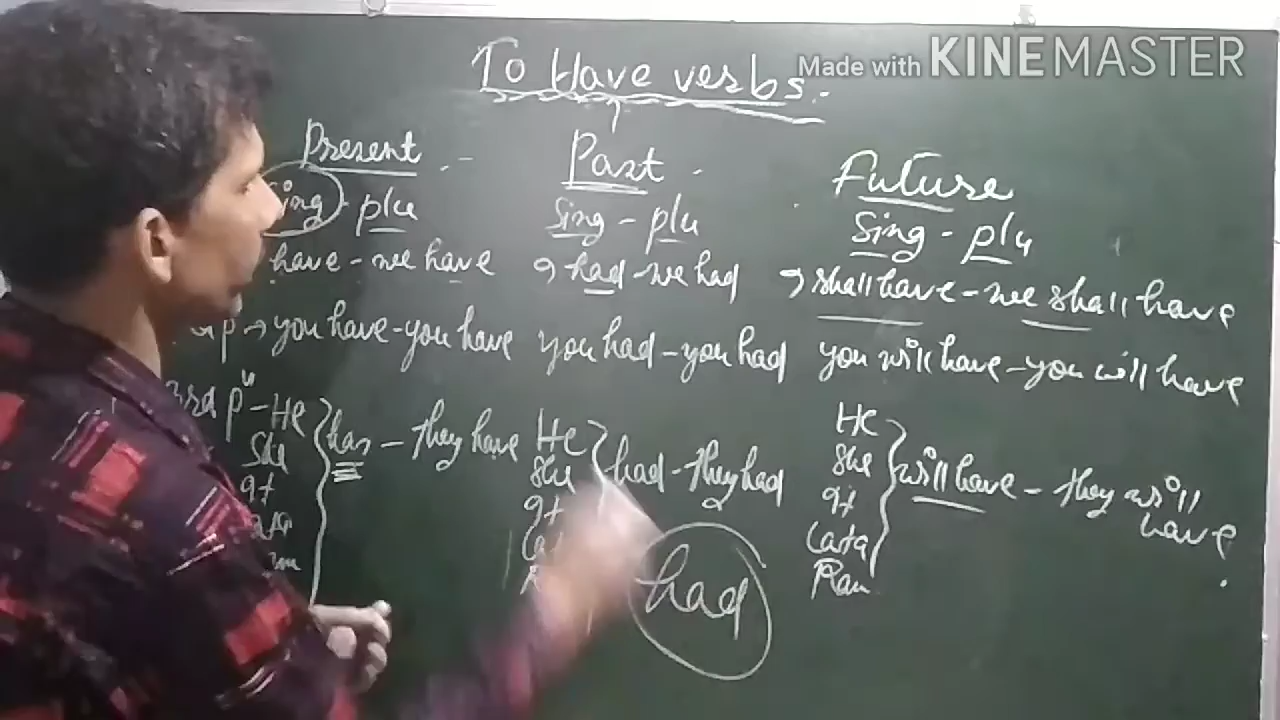 To Have verbs.
Made with KINEMASTER
Present - Past - Future
Sing - plu Sing - plu Sing - plu
have - we have I had - we had I shall have - we shall have
p → you have - you have you had - you had you will have - you will have
3rd p - He He He
She She She
It It It
Lata
Ram
} has - they have } had - they had } will have - they will have
had